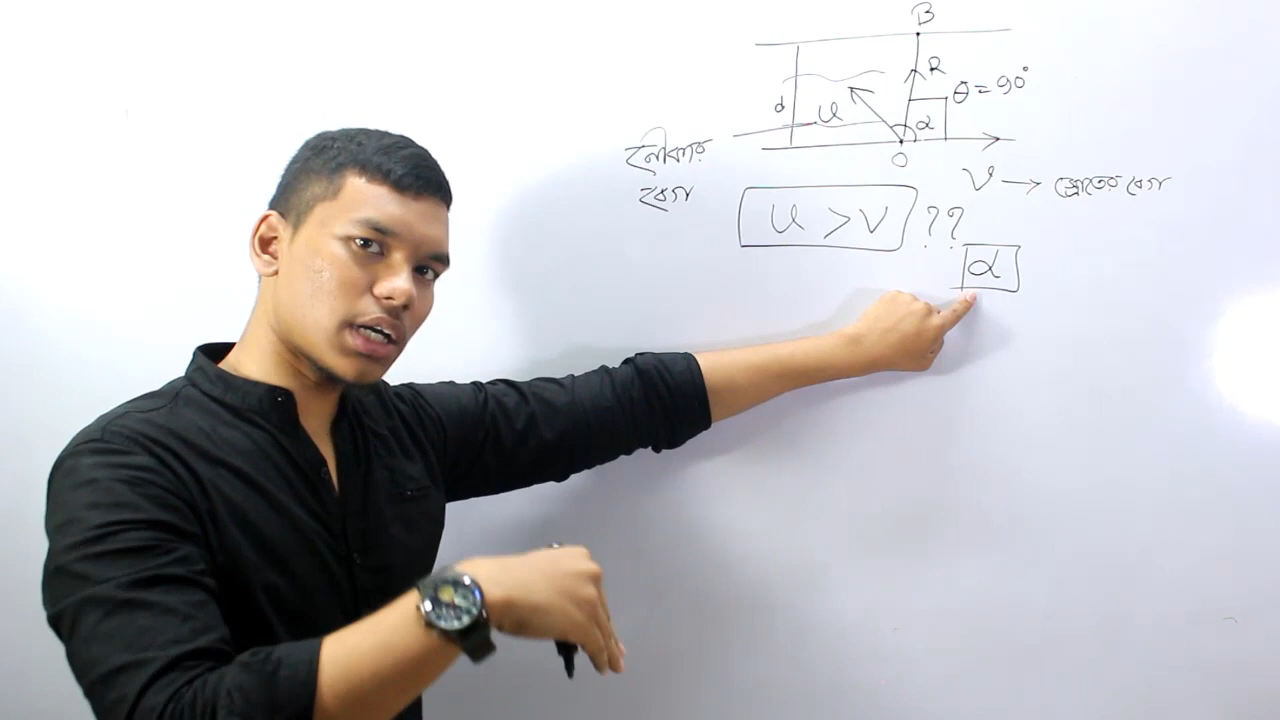 B
R
θ = 90°
d
u
α
O
নৌকার
বেগ
v → স্রোতের বেগ
u > v ??
α